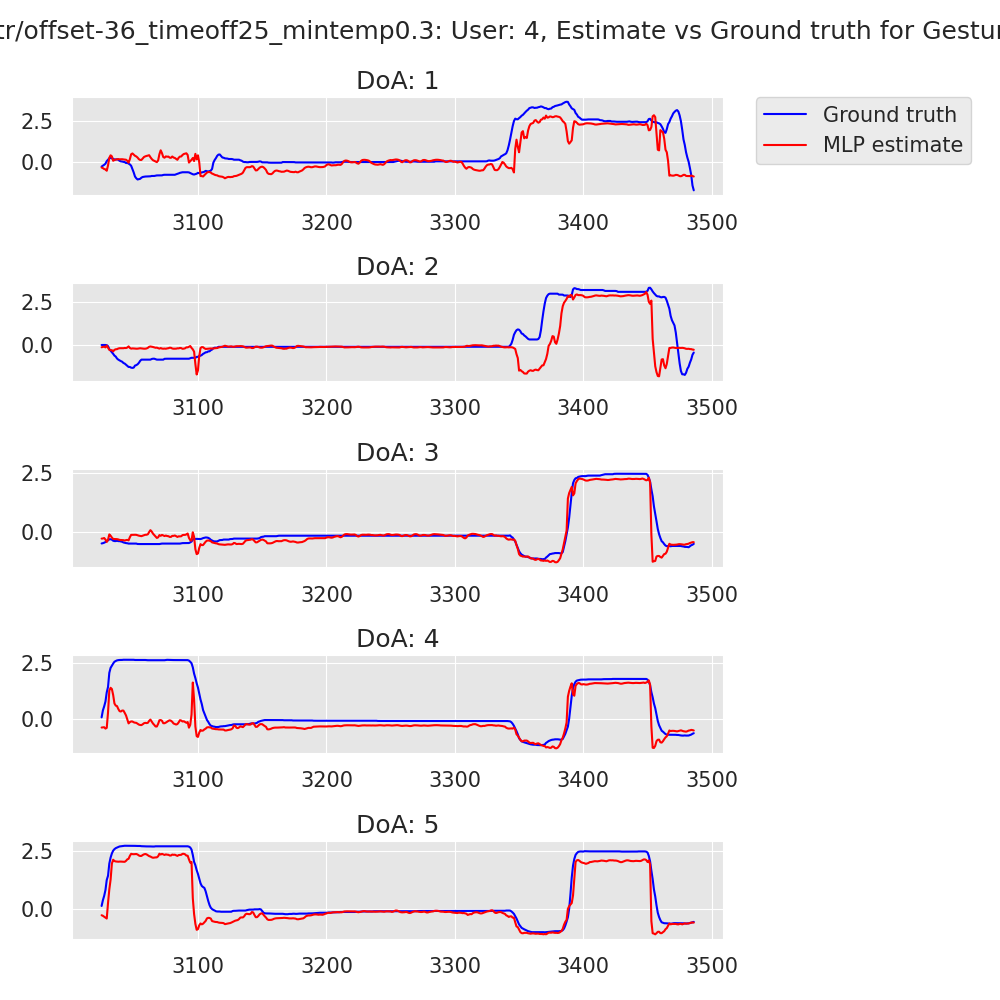 tr/offset-36_timeoff25_mintemp0.3: User: 4, Estimate vs Ground truth for Gestur
DoA: 1
Ground truth
MLP estimate
2.5
0.0
3100 3200 3300 3400 3500
DoA: 2
2.5
0.0
3100 3200 3300 3400 3500
DoA: 3
2.5
0.0
3100 3200 3300 3400 3500
DoA: 4
2.5
0.0
3100 3200 3300 3400 3500
DoA: 5
2.5
0.0
3100 3200 3300 3400 3500